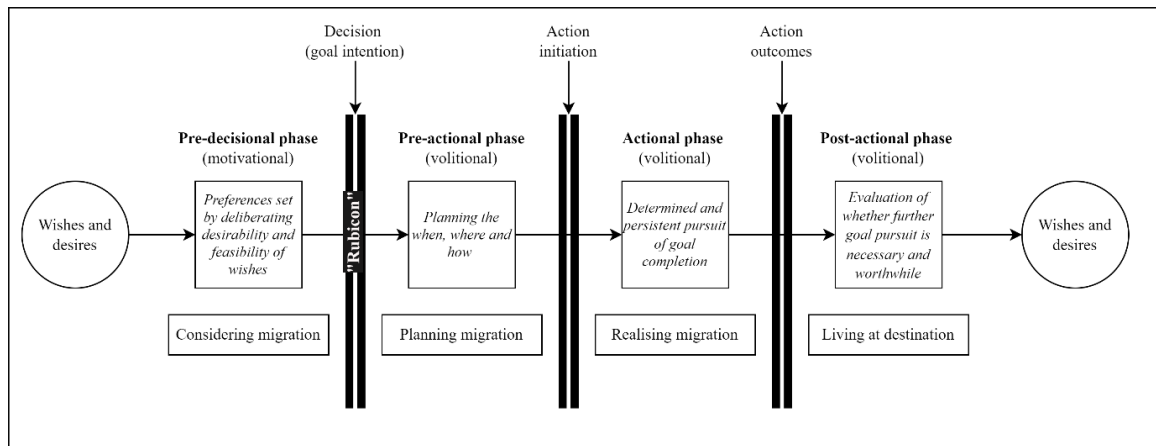 Decision
(goal intention)
Action
initiation
Action
outcomes
Pre-decisional phase
(motivational)
Pre-actional phase
(volitional)
Actional phase
(volitional)
Post-actional phase
(volitional)
Wishes and
desires
Preferences set
by deliberating
desirability and
feasibility of
wishes
"Rubicon"
Planning the
when, where and
how
Determined and
persistent pursuit
of goal
completion
Evaluation of
whether further
goal pursuit is
necessary and
worthwhile
Wishes and
desires
Considering migration
Planning migration
Realising migration
Living at destination